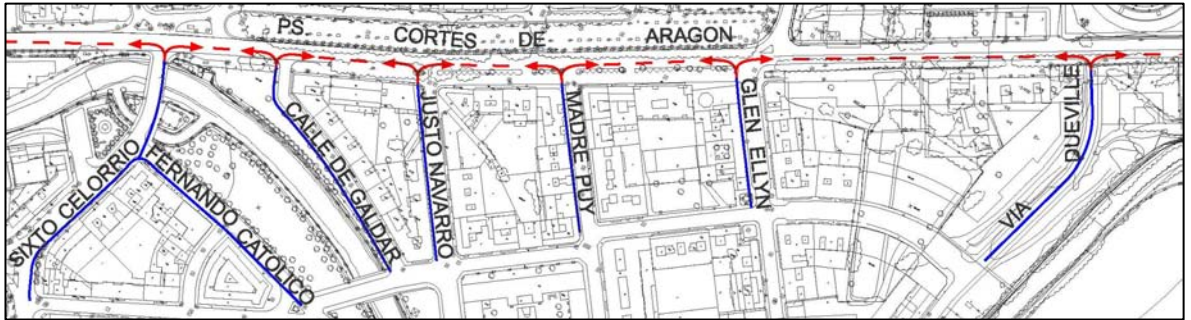 PS. CORTES DE ARAGON
SIXTO CELORRIO
FERNANDO CATOLICO
CALLE DE GALDAR
JUSTO NAVARRO
MADRE PUY
GLEN ELLYN
VIA DUEVILLE